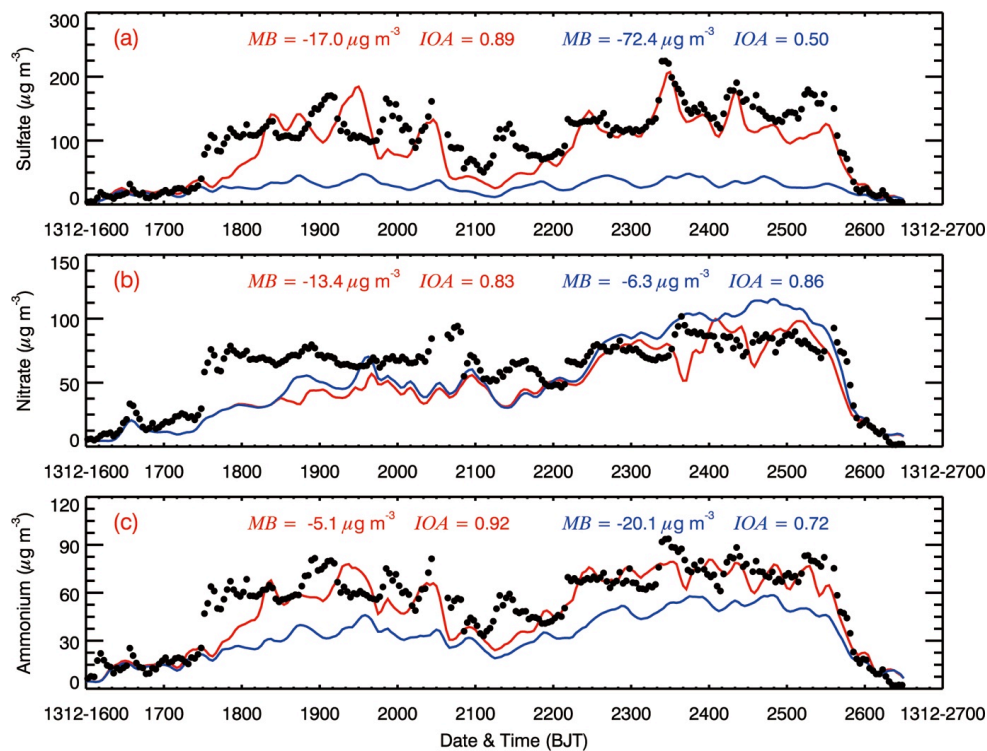 300
(a)
MB = -17.0 µg m⁻³ IOA = 0.89
MB = -72.4 µg m⁻³ IOA = 0.50
200
100
0
Sulfate (µg m⁻³)
1312-1600 1700 1800 1900 2000 2100 2200 2300 2400 2500 2600 1312-2700
150
(b)
MB = -13.4 µg m⁻³ IOA = 0.83
MB = -6.3 µg m⁻³ IOA = 0.86
100
50
0
Nitrate (µg m⁻³)
1312-1600 1700 1800 1900 2000 2100 2200 2300 2400 2500 2600 1312-2700
120
(c)
MB = -5.1 µg m⁻³ IOA = 0.92
MB = -20.1 µg m⁻³ IOA = 0.72
90
60
30
0
Ammonium (µg m⁻³)
1312-1600 1700 1800 1900 2000 2100 2200 2300 2400 2500 2600 1312-2700
Date & Time (BJT)